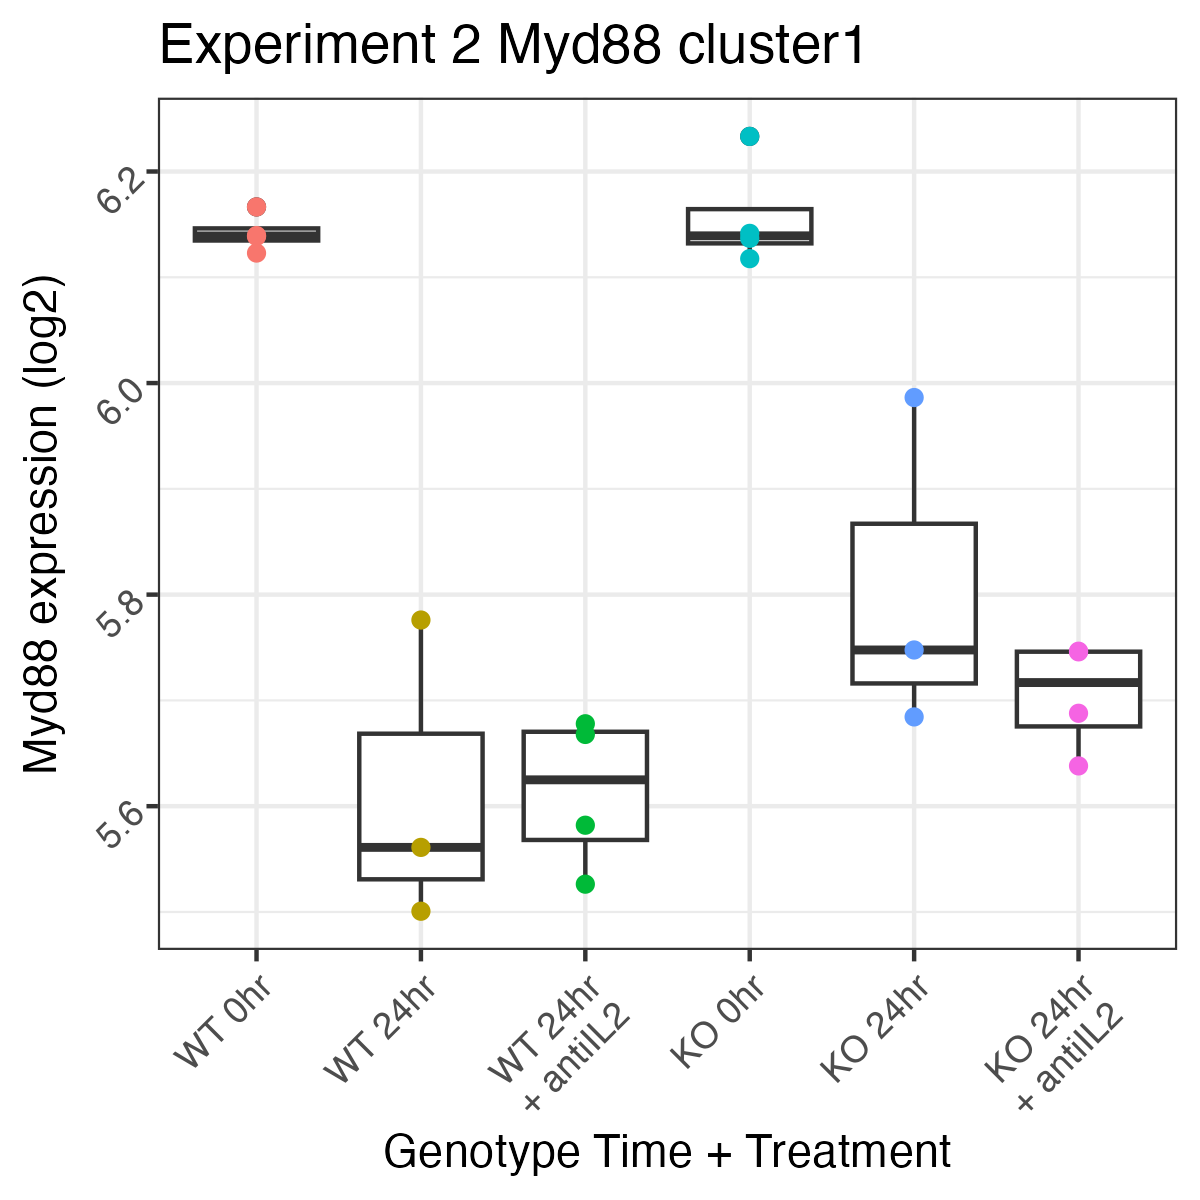 Experiment 2 Myd88 cluster1
Myd88 expression (log2)
6.2
6.0
5.8
5.6
WT 0hr
WT 24hr
WT 24hr
+ antiIL2
KO 0hr
KO 24hr
KO 24hr
+ antiIL2
Genotype Time + Treatment